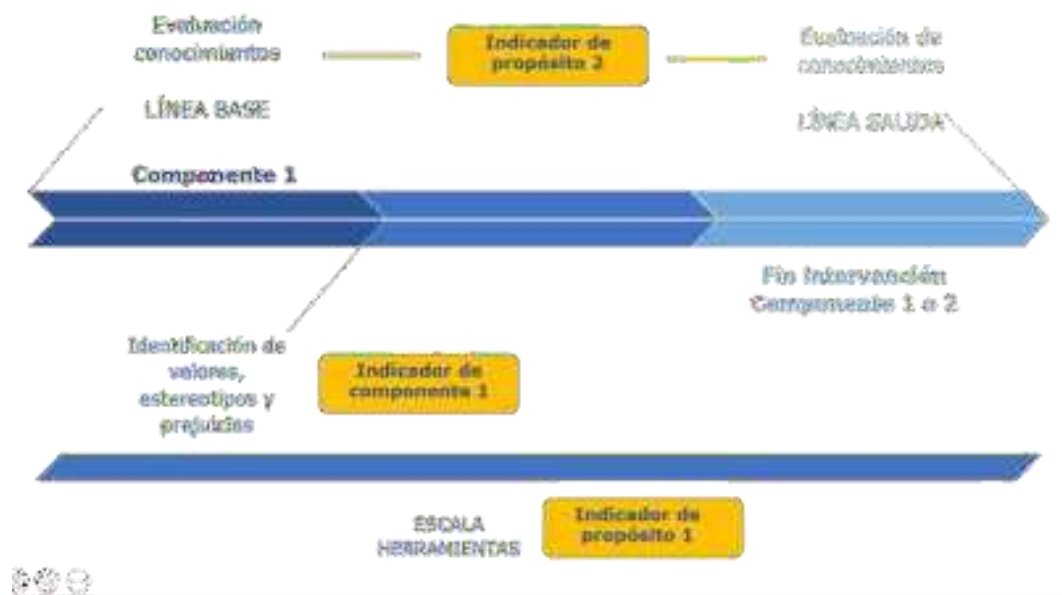 Evaluación
conocimientos
Indicador de
propósito 2
Evaluación de
conocimientos
LÍNEA BASE
LÍNEA SALIDA
Componente 1
Fin Intervención
Componente 1 o 2
Identificación de
valores,
estereotipos y
prejuicios
Indicador de
componente 1
ESCALA
HERRAMIENTAS
Indicador de
propósito 1